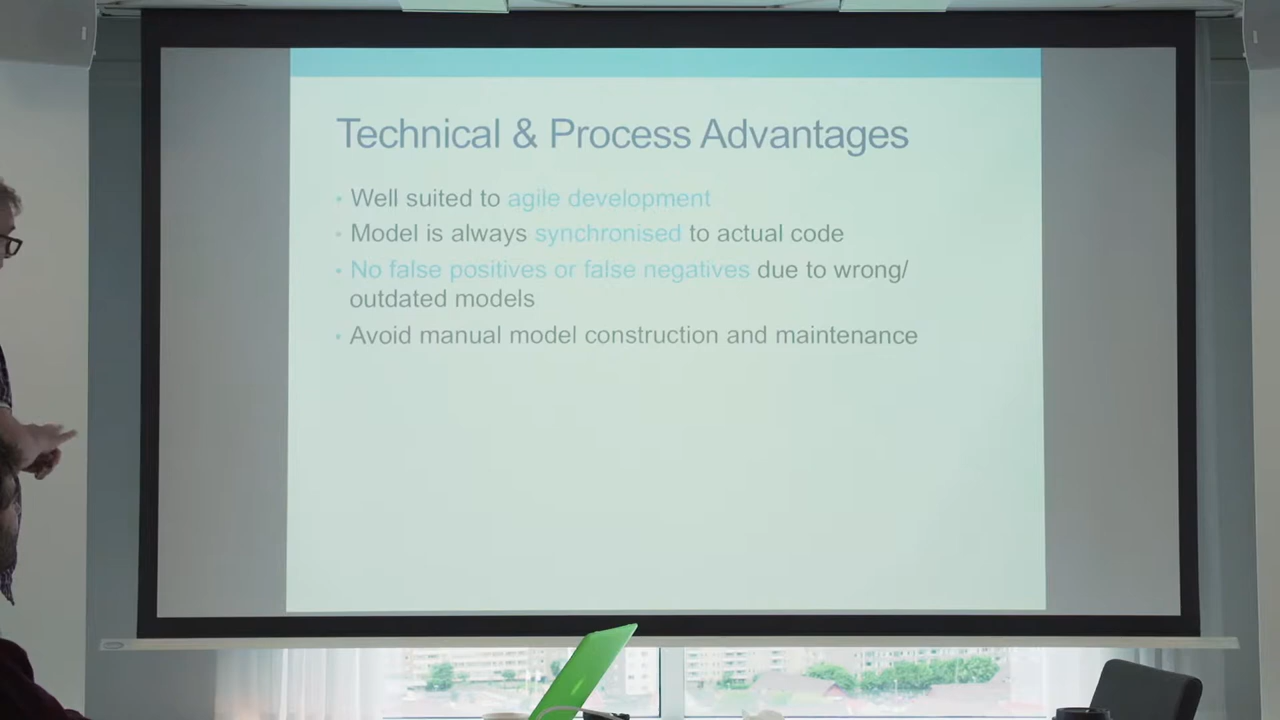 Technical & Process Advantages
• Well suited to agile development
• Model is always synchronised to actual code
• No false positives or false negatives due to wrong/
outdated models
• Avoid manual model construction and maintenance